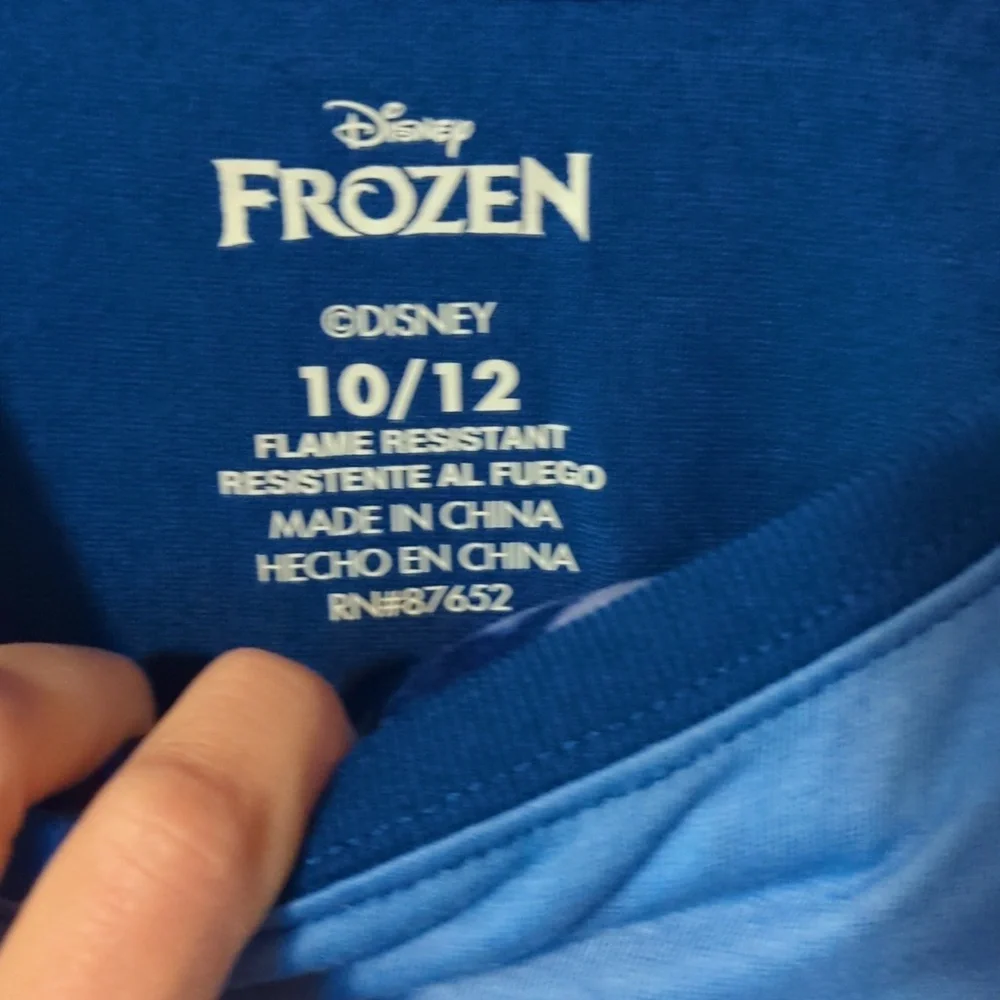 Disney
FROZEN
©DISNEY
10/12
FLAME RESISTANT
RESISTENTE AL FUEGO
MADE IN CHINA
HECHO EN CHINA
RN#87652